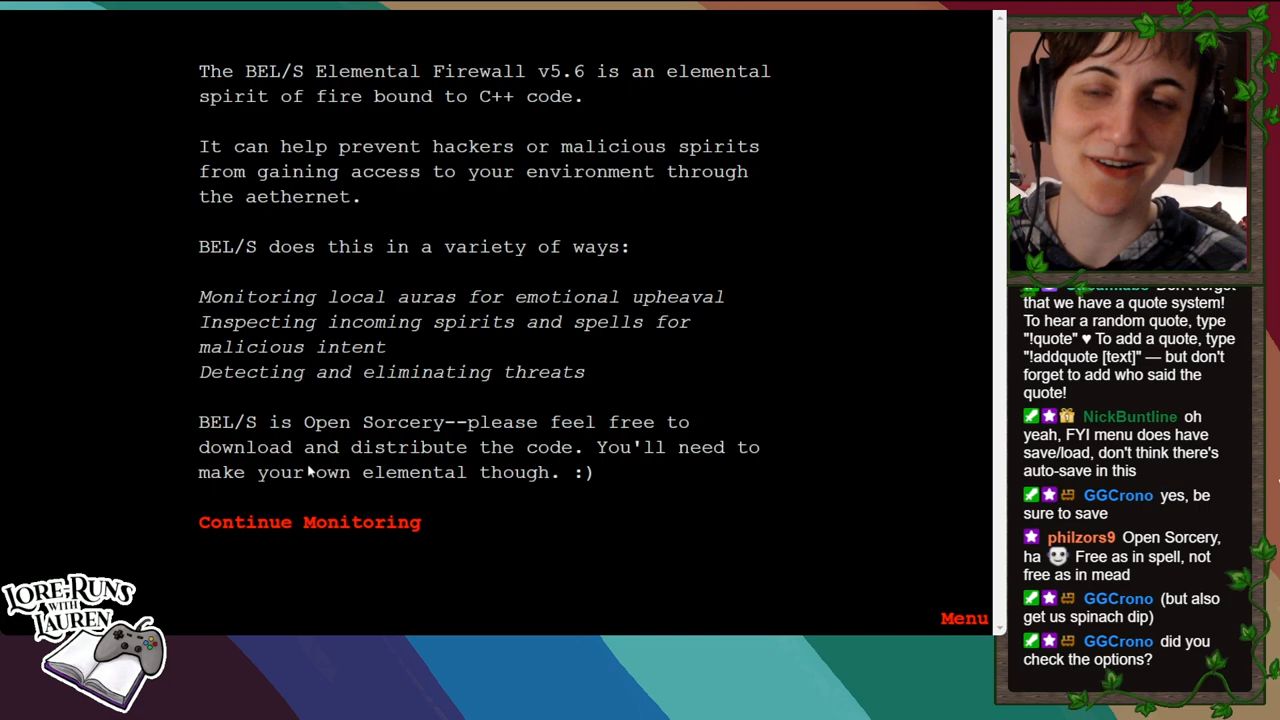 The BEL/S Elemental Firewall v5.6 is an elemental
spirit of fire bound to C++ code.
It can help prevent hackers or malicious spirits
from gaining access to your environment through
the aethernet.
BEL/S does this in a variety of ways:
Monitoring local auras for emotional upheaval
Inspecting incoming spirits and spells for
malicious intent
Detecting and eliminating threats
BEL/S is Open Sorcery--please feel free to
download and distribute the code. You'll need to
make your own elemental though. :)
Continue Monitoring
Menu
LORE-RUNS
WITH
LAUREN
Don't forget
that we have a quote system!
To hear a random quote, type
"!quote" ♥ To add a quote, type
"!addquote [text]" — but don't
forget to add who said the
quote!
NickBuntline oh
yeah, FYI menu does have
save/load, don't think there's
auto-save in this
GGCrono yes, be
sure to save
philzors9 Open Sorcery,
ha Free as in spell, not
free as in mead
GGCrono (but also
get us spinach dip)
GGCrono did you
check the options?